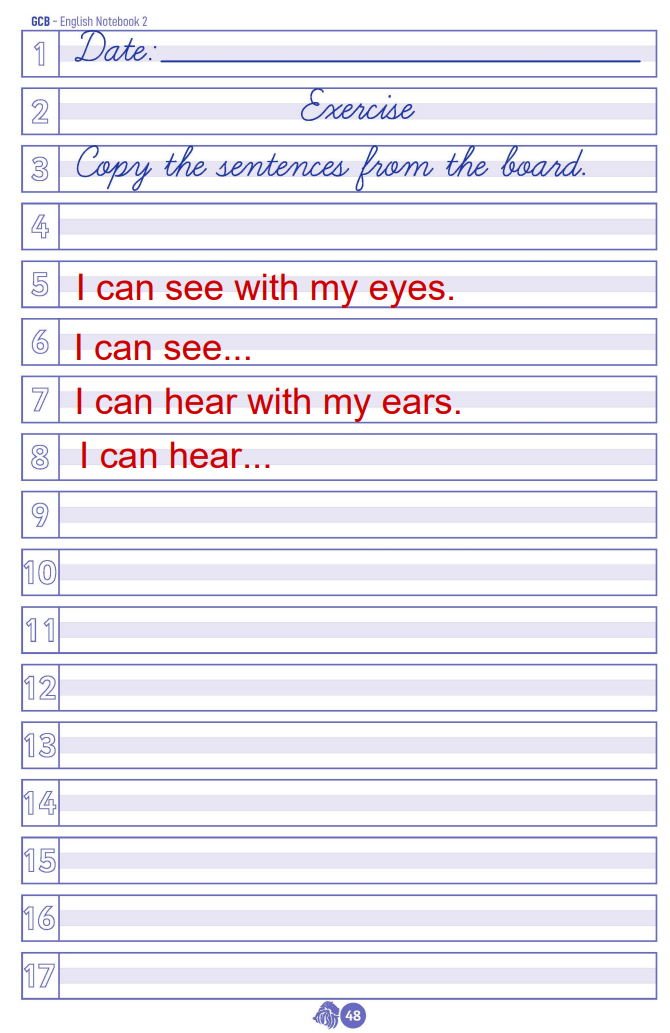 GCB - English Notebook 2
1 Date:
2 Exercise
3 Copy the sentences from the board.
4
5 I can see with my eyes.
6 I can see...
7 I can hear with my ears.
8 I can hear...
9
10
11
12
13
14
15
16
17
48